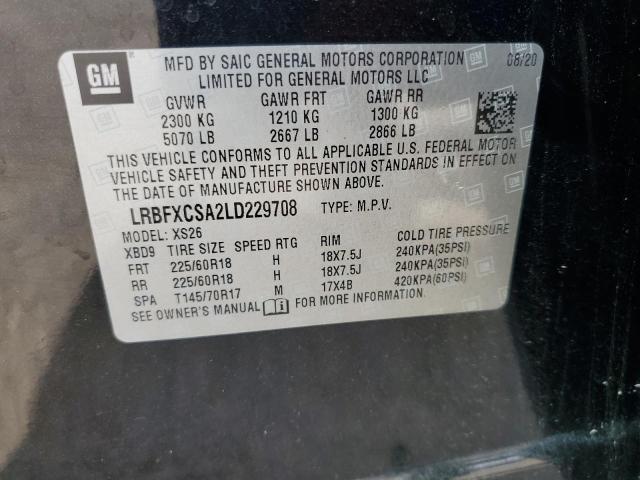 GM
MFD BY SAIC GENERAL MOTORS CORPORATION 08/20
LIMITED FOR GENERAL MOTORS LLC
GVWR GAWR FRT GAWR RR
2300 KG 1210 KG 1300 KG
5070 LB 2667 LB 2866 LB
THIS VEHICLE CONFORMS TO ALL APPLICABLE U.S. FEDERAL MOTOR
VEHICLE SAFETY AND THEFT PREVENTION STANDARDS IN EFFECT ON
THE DATE OF MANUFACTURE SHOWN ABOVE.
LRBFXCSA2LD229708 TYPE: M.P.V.
MODEL: XS26
XBD9 TIRE SIZE SPEED RTG RIM COLD TIRE PRESSURE
FRT 225/60R18 H 18X7.5J 240KPA(35PSI)
RR 225/60R18 H 18X7.5J 240KPA(35PSI)
SPA T145/70R17 M 17X4B 420KPA(60PSI)
SEE OWNER'S MANUAL FOR MORE INFORMATION.